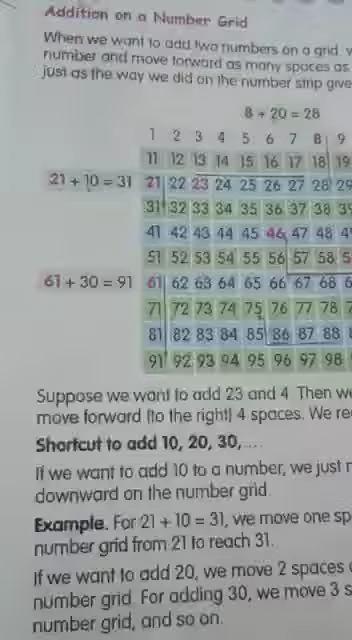 Addition on a Number Grid
When we want to add two numbers on a grid
number and move forward as many spaces as
just as the way we did on the number strip give
8 + 20 = 28
1 2 3 4 5 6 7 8 9
11 12 13 14 15 16 17 18 19
21 + 10 = 31 21 22 23 24 25 26 27 28 29
31 32 33 34 35 36 37 38
41 42 43 44 45 46 47 48
51 52 53 54 55 56 57 58
61 + 30 = 91 61 62 63 64 65 66 67 68
71 72 73 74 75 76 77 78
81 82 83 84 85 86 87 88
91 92 93 94 95 96 97 98
Suppose we want to add 23 and 4. Then we
move forward (to the right) 4 spaces. We re
Shortcut to add 10, 20, 30, ...
If we want to add 10 to a number, we just
downward on the number grid.
Example. For 21 + 10 = 31, we move one sp
number grid from 21 to reach 31.
If we want to add 20, we move 2 spaces
number grid. For adding 30, we move 3 s
number grid, and so on.